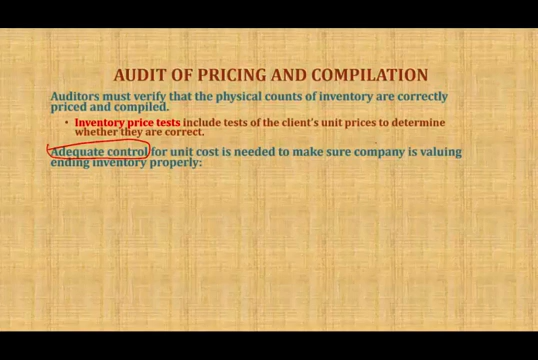 AUDIT OF PRICING AND COMPILATION
Auditors must verify that the physical counts of inventory are correctly
priced and compiled.
• Inventory price tests include tests of the client's unit prices to determine
whether they are correct.
Adequate control for unit cost is needed to make sure company is valuing
ending inventory properly: